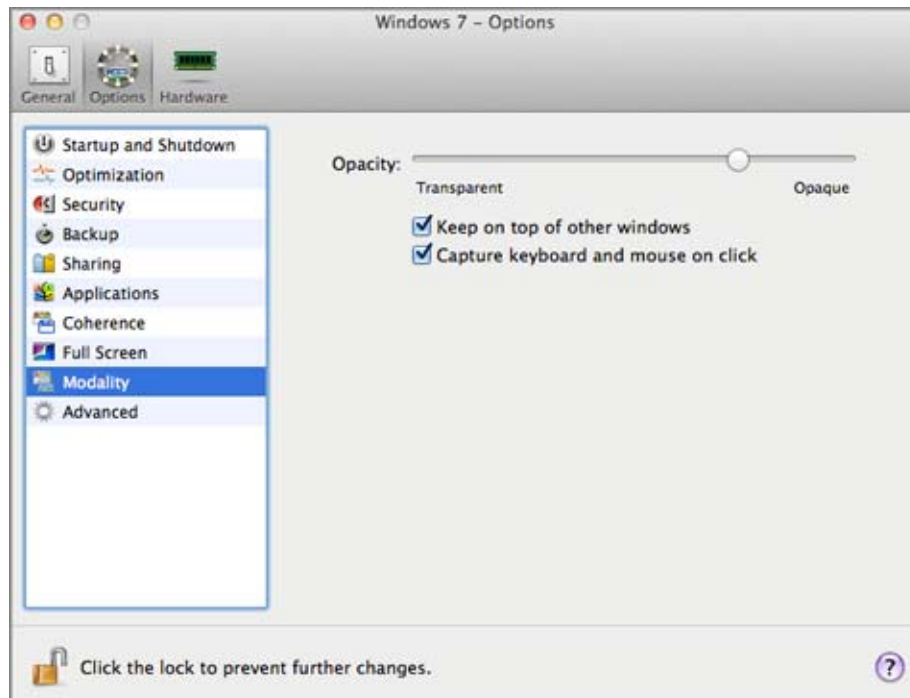 Windows 7 – Options
General Options Hardware
Startup and Shutdown
Optimization
Security
Backup
Sharing
Applications
Coherence
Full Screen
Modality
Advanced
Opacity:
Transparent Opaque
Keep on top of other windows
Capture keyboard and mouse on click
Click the lock to prevent further changes.
?